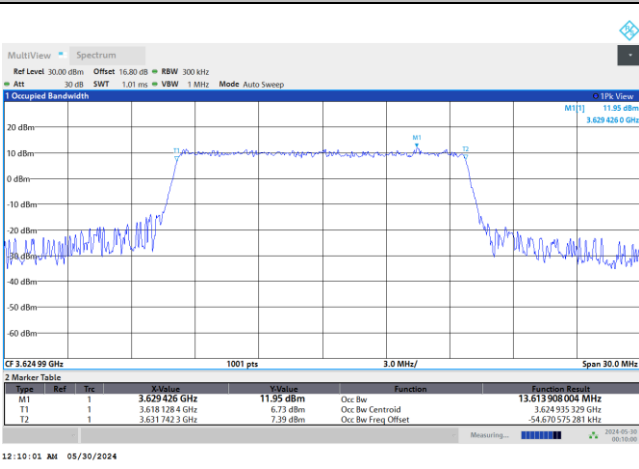 MultiView Spectrum
Ref Level 30.00 dBm Offset 16.80 dB RBW 300 kHz
Att 30 dB SWT 1.01 ms VBW 1 MHz Mode Auto Sweep
1 Occupied Bandwidth 1Pk View
M1[1] 11.95 dBm
3.629 426 0 GHz
20 dBm
M1
T1 T2
10 dBm
0 dBm
-10 dBm
-20 dBm
-30 dBm
-40 dBm
-50 dBm
-60 dBm
CF 3.624 99 GHz 1001 pts 3.0 MHz/ Span 30.0 MHz
2 Marker Table
Type Ref Trc X-Value Y-Value Function Function Result
M1 1 3.629 426 GHz 11.95 dBm Occ Bw 13.613 908 004 MHz
T1 1 3.618 128 4 GHz 6.73 dBm Occ Bw Centroid 3.624 935 329 GHz
T2 1 3.631 742 3 GHz 7.39 dBm Occ Bw Freq Offset -54.670 575 281 kHz
Measuring... 2024-05-30
00:10:00
12:10:01 AM 05/30/2024